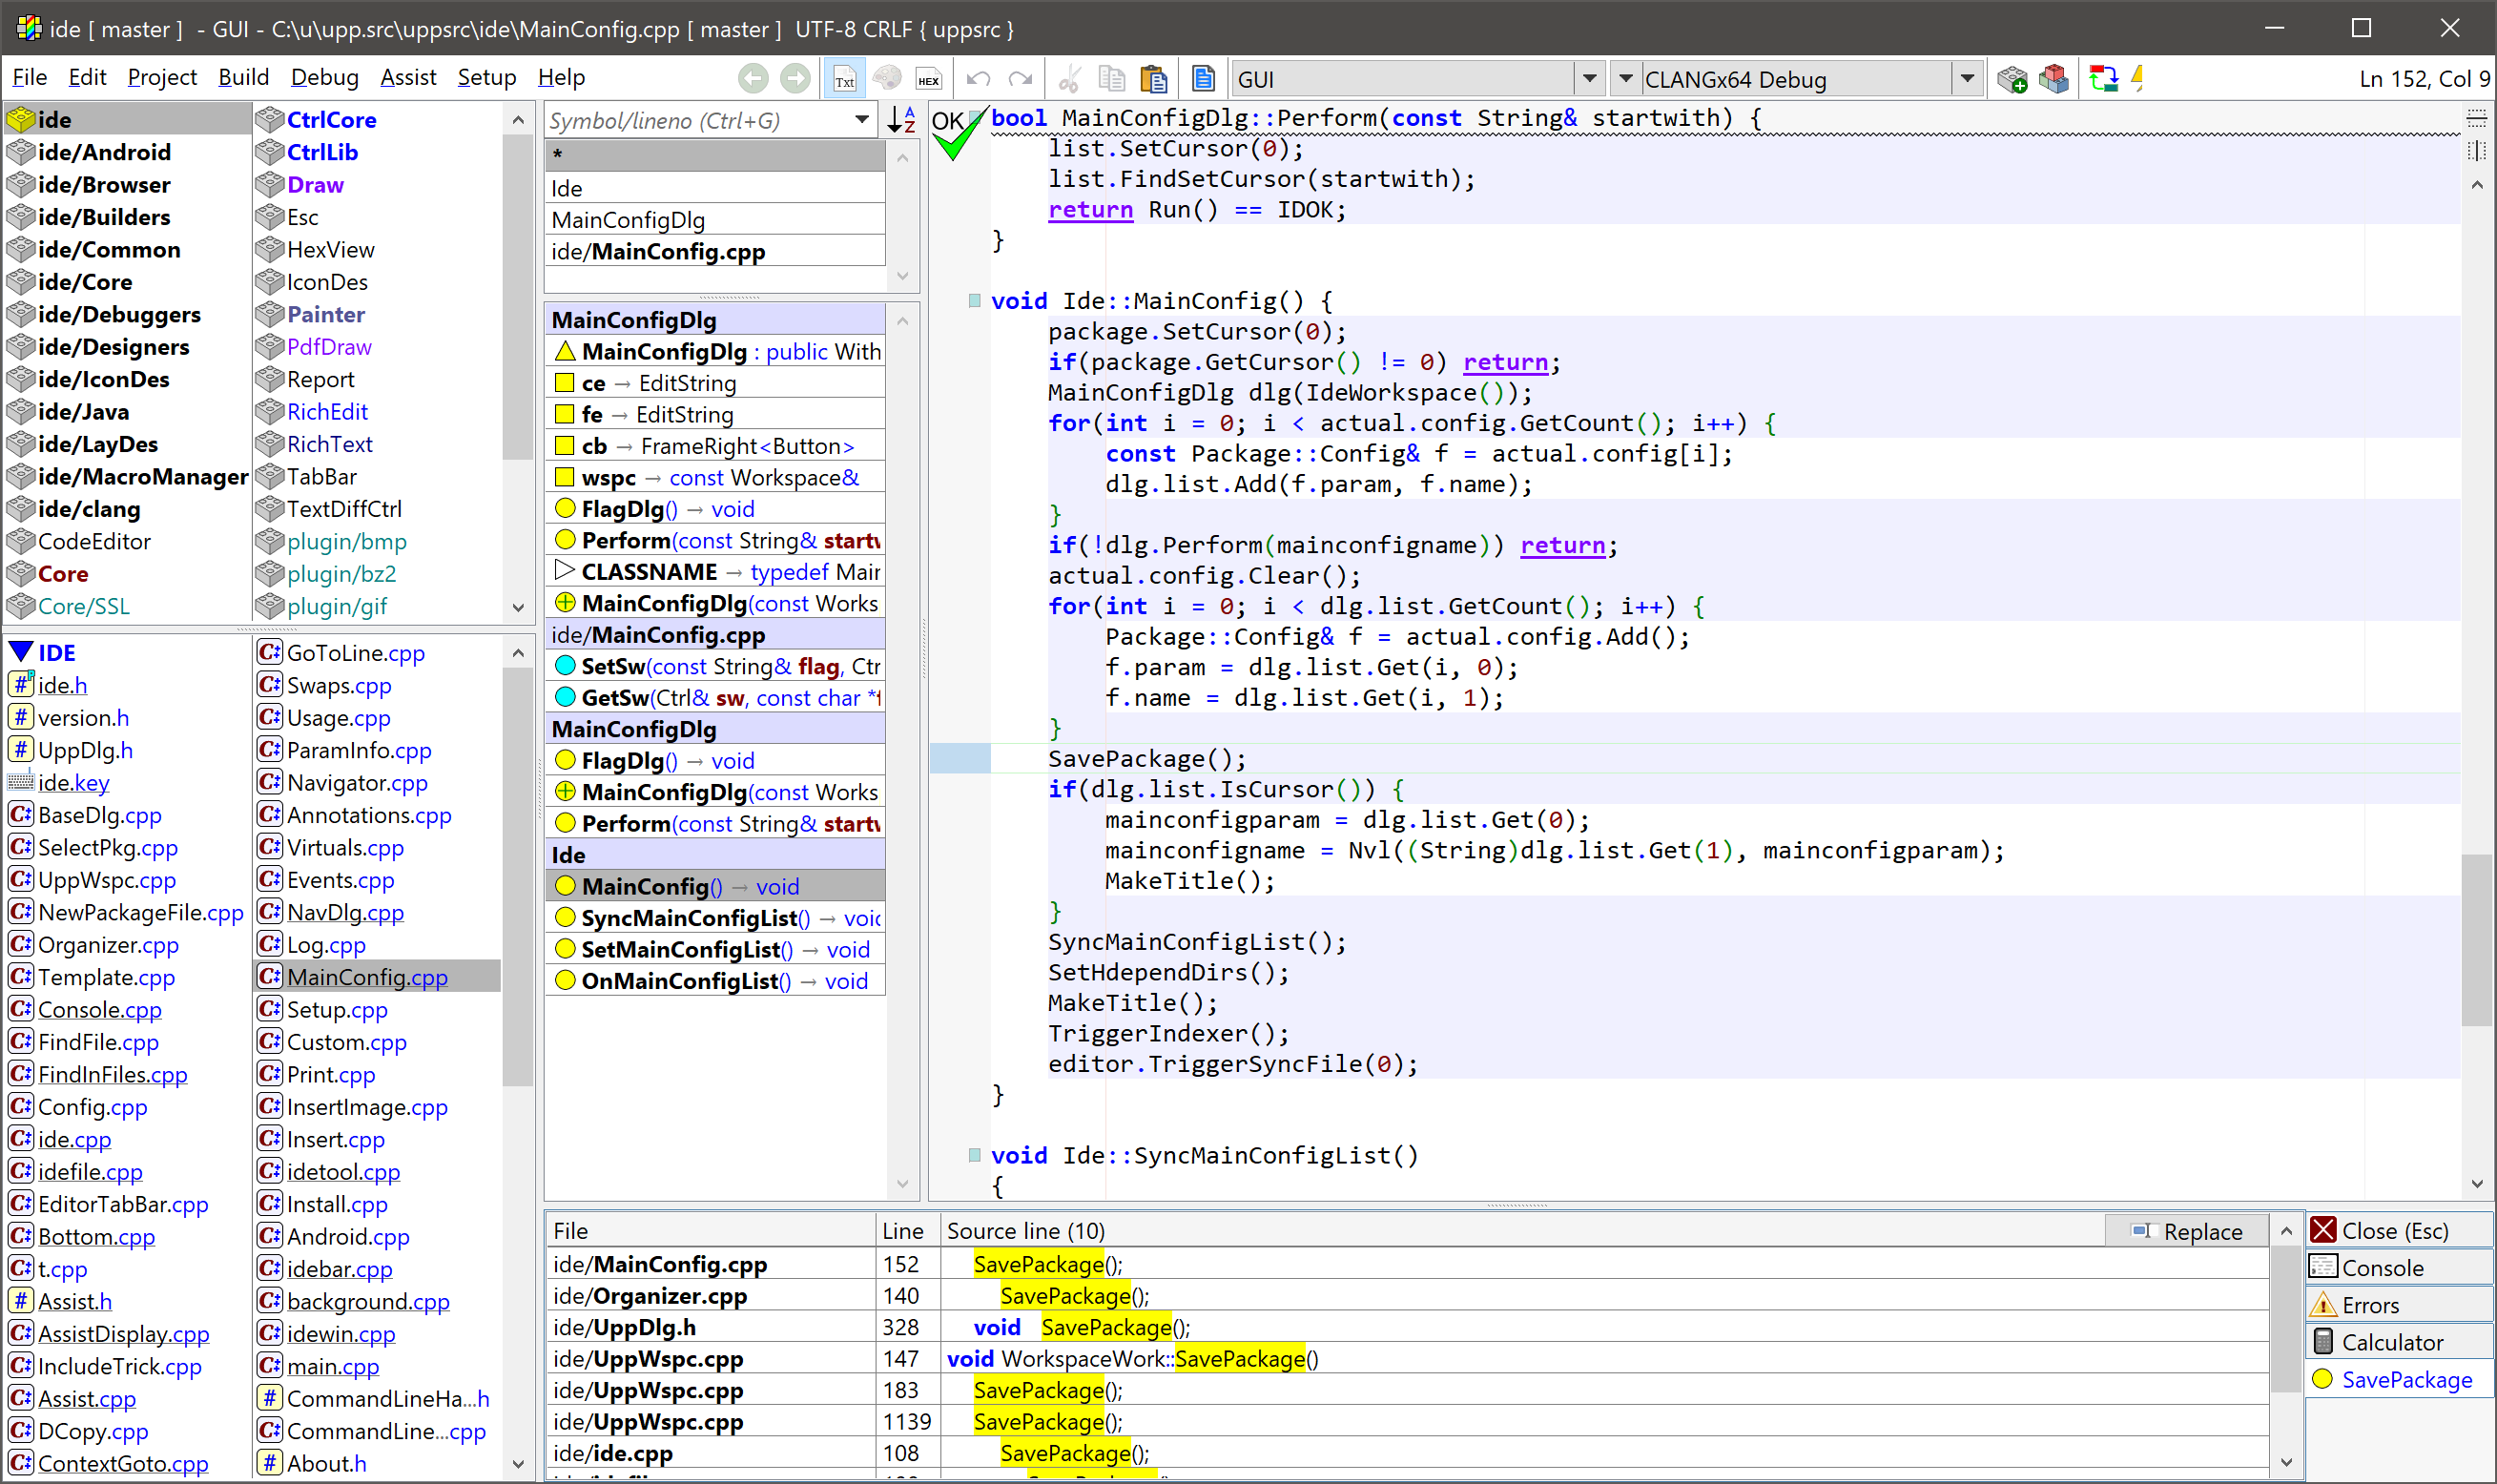 ide [ master ]  - GUI - C:\u\upp.src\uppsrc\ide\MainConfig.cpp [ master ]  UTF-8 CRLF { uppsrc }
File Edit Project Build Debug Assist Setup Help
Txt
HEX
GUI
CLANGx64 Debug
Ln 152, Col 9
ide
ide/Android
ide/Browser
ide/Builders
ide/Common
ide/Core
ide/Debuggers
ide/Designers
ide/IconDes
ide/Java
ide/LayDes
ide/MacroManager
ide/clang
CodeEditor
Core
Core/SSL
CtrlCore
CtrlLib
Draw
Esc
HexView
IconDes
Painter
PdfDraw
Report
RichEdit
RichText
TabBar
TextDiffCtrl
plugin/bmp
plugin/bz2
plugin/gif
IDE
ide.h
version.h
UppDlg.h
ide.key
BaseDlg.cpp
SelectPkg.cpp
UppWspc.cpp
NewPackageFile.cpp
Organizer.cpp
Template.cpp
Console.cpp
FindFile.cpp
FindInFiles.cpp
Config.cpp
ide.cpp
idefile.cpp
EditorTabBar.cpp
Bottom.cpp
t.cpp
Assist.h
AssistDisplay.cpp
IncludeTrick.cpp
Assist.cpp
DCopy.cpp
ContextGoto.cpp
GoToLine.cpp
Swaps.cpp
Usage.cpp
ParamInfo.cpp
Navigator.cpp
Annotations.cpp
Virtuals.cpp
Events.cpp
NavDlg.cpp
Log.cpp
MainConfig.cpp
Setup.cpp
Custom.cpp
Print.cpp
InsertImage.cpp
Insert.cpp
idetool.cpp
Install.cpp
Android.cpp
idebar.cpp
background.cpp
idewin.cpp
main.cpp
CommandLineHa...h
CommandLine...cpp
About.h
Symbol/lineno (Ctrl+G)
A
Z
*
Ide
MainConfigDlg
ide/MainConfig.cpp
MainConfigDlg
MainConfigDlg : public With
ce → EditString
fe → EditString
cb → FrameRight<Button>
wspc → const Workspace&
FlagDlg() → void
Perform(const String& startw
CLASSNAME → typedef Mair
MainConfigDlg(const Works
ide/MainConfig.cpp
SetSw(const String& flag, Ctr
GetSw(Ctrl& sw, const char *f
MainConfigDlg
FlagDlg() → void
MainConfigDlg(const Works
Perform(const String& startw
Ide
MainConfig() → void
SyncMainConfigList() → void
SetMainConfigList() → void
OnMainConfigList() → void
OK
bool MainConfigDlg::Perform(const String& startwith) {
    list.SetCursor(0);
    list.FindSetCursor(startwith);
    return Run() == IDOK;
}
void Ide::MainConfig() {
    package.SetCursor(0);
    if(package.GetCursor() != 0) return;
    MainConfigDlg dlg(IdeWorkspace());
    for(int i = 0; i < actual.config.GetCount(); i++) {
        const Package::Config& f = actual.config[i];
        dlg.list.Add(f.param, f.name);
    }
    if(!dlg.Perform(mainconfigname)) return;
    actual.config.Clear();
    for(int i = 0; i < dlg.list.GetCount(); i++) {
        Package::Config& f = actual.config.Add();
        f.param = dlg.list.Get(i, 0);
        f.name = dlg.list.Get(i, 1);
    }
    SavePackage();
    if(dlg.list.IsCursor()) {
        mainconfigparam = dlg.list.Get(0);
        mainconfigname = Nvl((String)dlg.list.Get(1), mainconfigparam);
        MakeTitle();
    }
    SyncMainConfigList();
    SetHdependDirs();
    MakeTitle();
    TriggerIndexer();
    editor.TriggerSyncFile(0);
}
void Ide::SyncMainConfigList()
{
File Line Source line (10) Replace
ide/MainConfig.cpp 152 SavePackage();
ide/Organizer.cpp 140 SavePackage();
ide/UppDlg.h 328 void SavePackage();
ide/UppWspc.cpp 147 void WorkspaceWork::SavePackage()
ide/UppWspc.cpp 183 SavePackage();
ide/UppWspc.cpp 1139 SavePackage();
ide/ide.cpp 108 SavePackage();
Close (Esc)
Console
Errors
Calculator
SavePackage